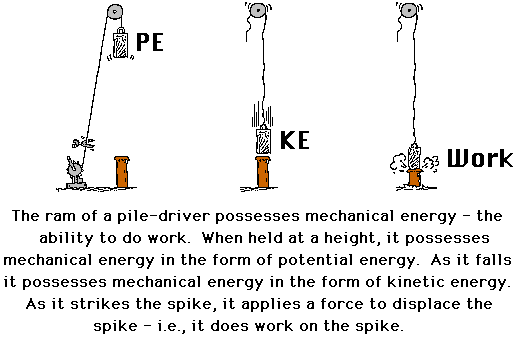 PE
KE
Work
The ram of a pile-driver possesses mechanical energy - the
ability to do work. When held at a height, it possesses
mechanical energy in the form of potential energy. As it falls
it possesses mechanical energy in the form of kinetic energy.
As it strikes the spike, it applies a force to displace the
spike - i.e., it does work on the spike.